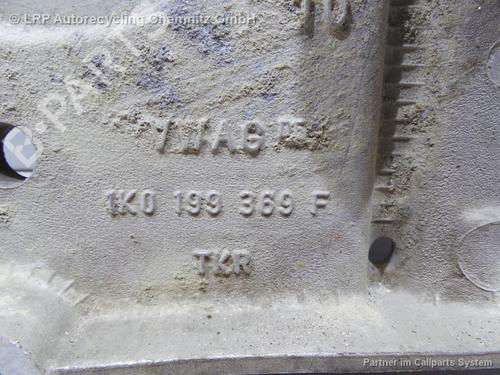 © LRP Autorecycling Chemnitz GmbH
VWAG
1K0 199 369 F
TKR
Partner im Callparts System